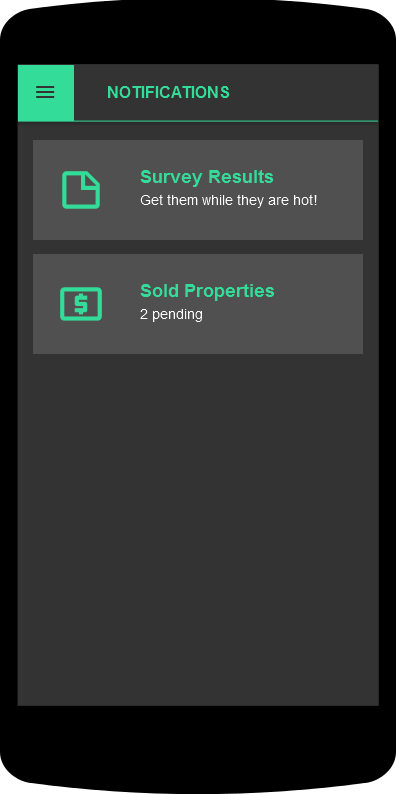 NOTIFICATIONS
Survey Results
Get them while they are hot!
$
Sold Properties
2 pending